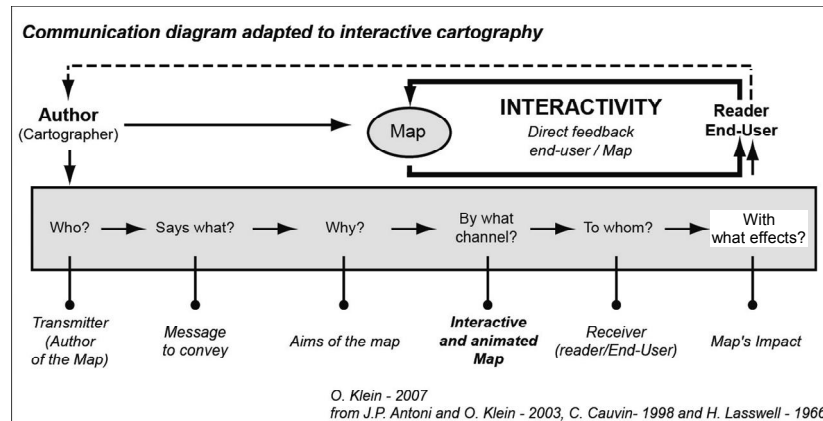 Communication diagram adapted to interactive cartography
Author
(Cartographer)
Map
INTERACTIVITY
Direct feedback
end-user / Map
Reader
End-User
Who?
Says what?
Why?
By what
channel?
To whom?
With
what effects?
Transmitter
(Author
of the Map)
Message
to convey
Aims of the map
Interactive
and animated
Map
Receiver
(reader/End-User)
Map's Impact
O. Klein - 2007
from J.P. Antoni and O. Klein - 2003, C. Cauvin- 1998 and H. Lasswell - 1966